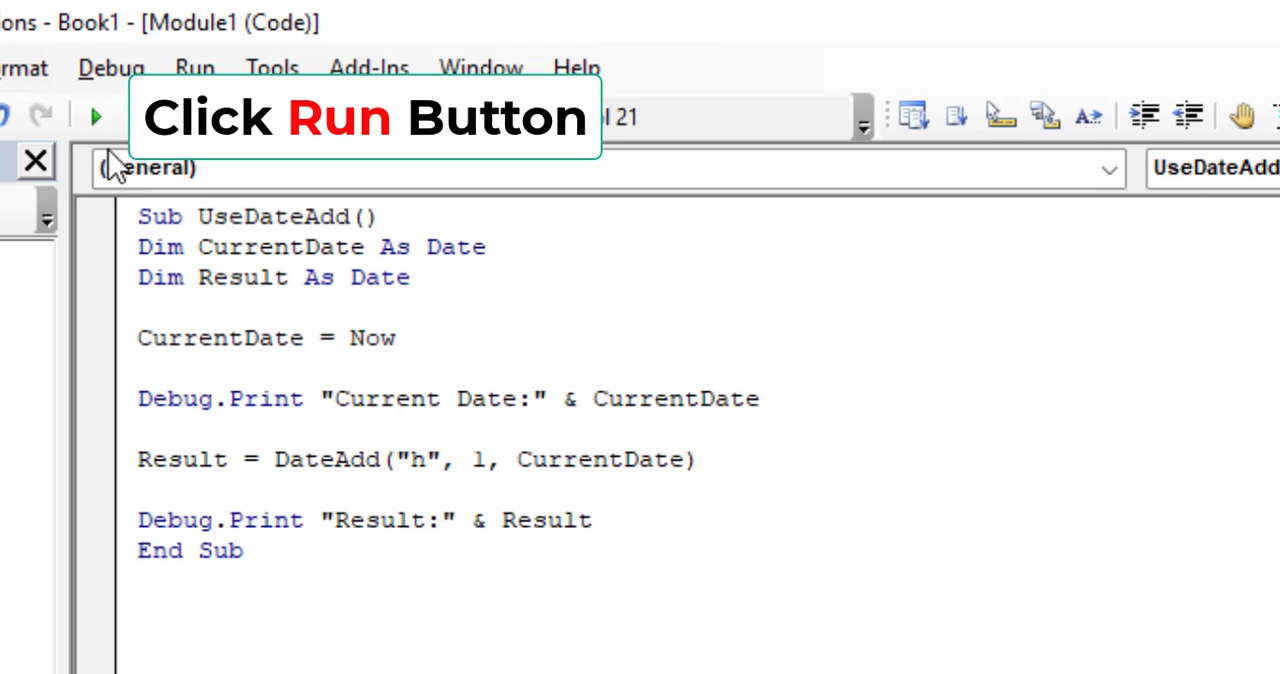 ions - Book1 - [Module1 (Code)]
rmat Debug Run Tools Add-Ins Window Help
Click Run Button
l 21
(General)
UseDateAdd
Sub UseDateAdd()
Dim CurrentDate As Date
Dim Result As Date
CurrentDate = Now
Debug.Print "Current Date:" & CurrentDate
Result = DateAdd("h", 1, CurrentDate)
Debug.Print "Result:" & Result
End Sub